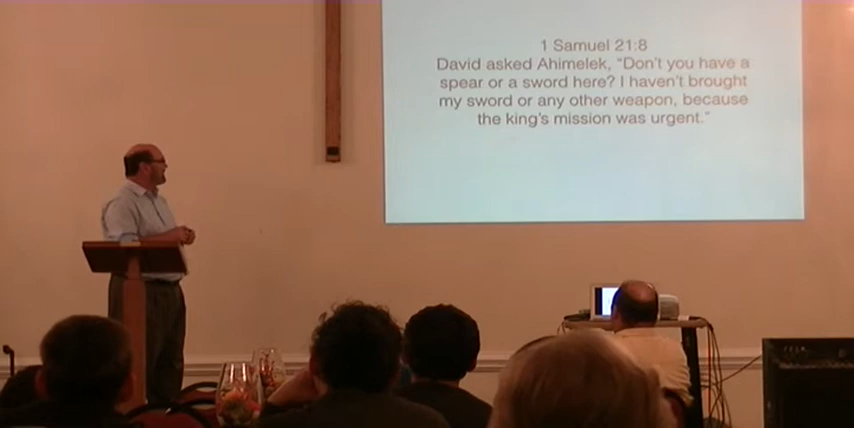 1 Samuel 21:8
David asked Ahimelek, “Don’t you have a
spear or a sword here? I haven’t brought
my sword or any other weapon, because
the king’s mission was urgent.”